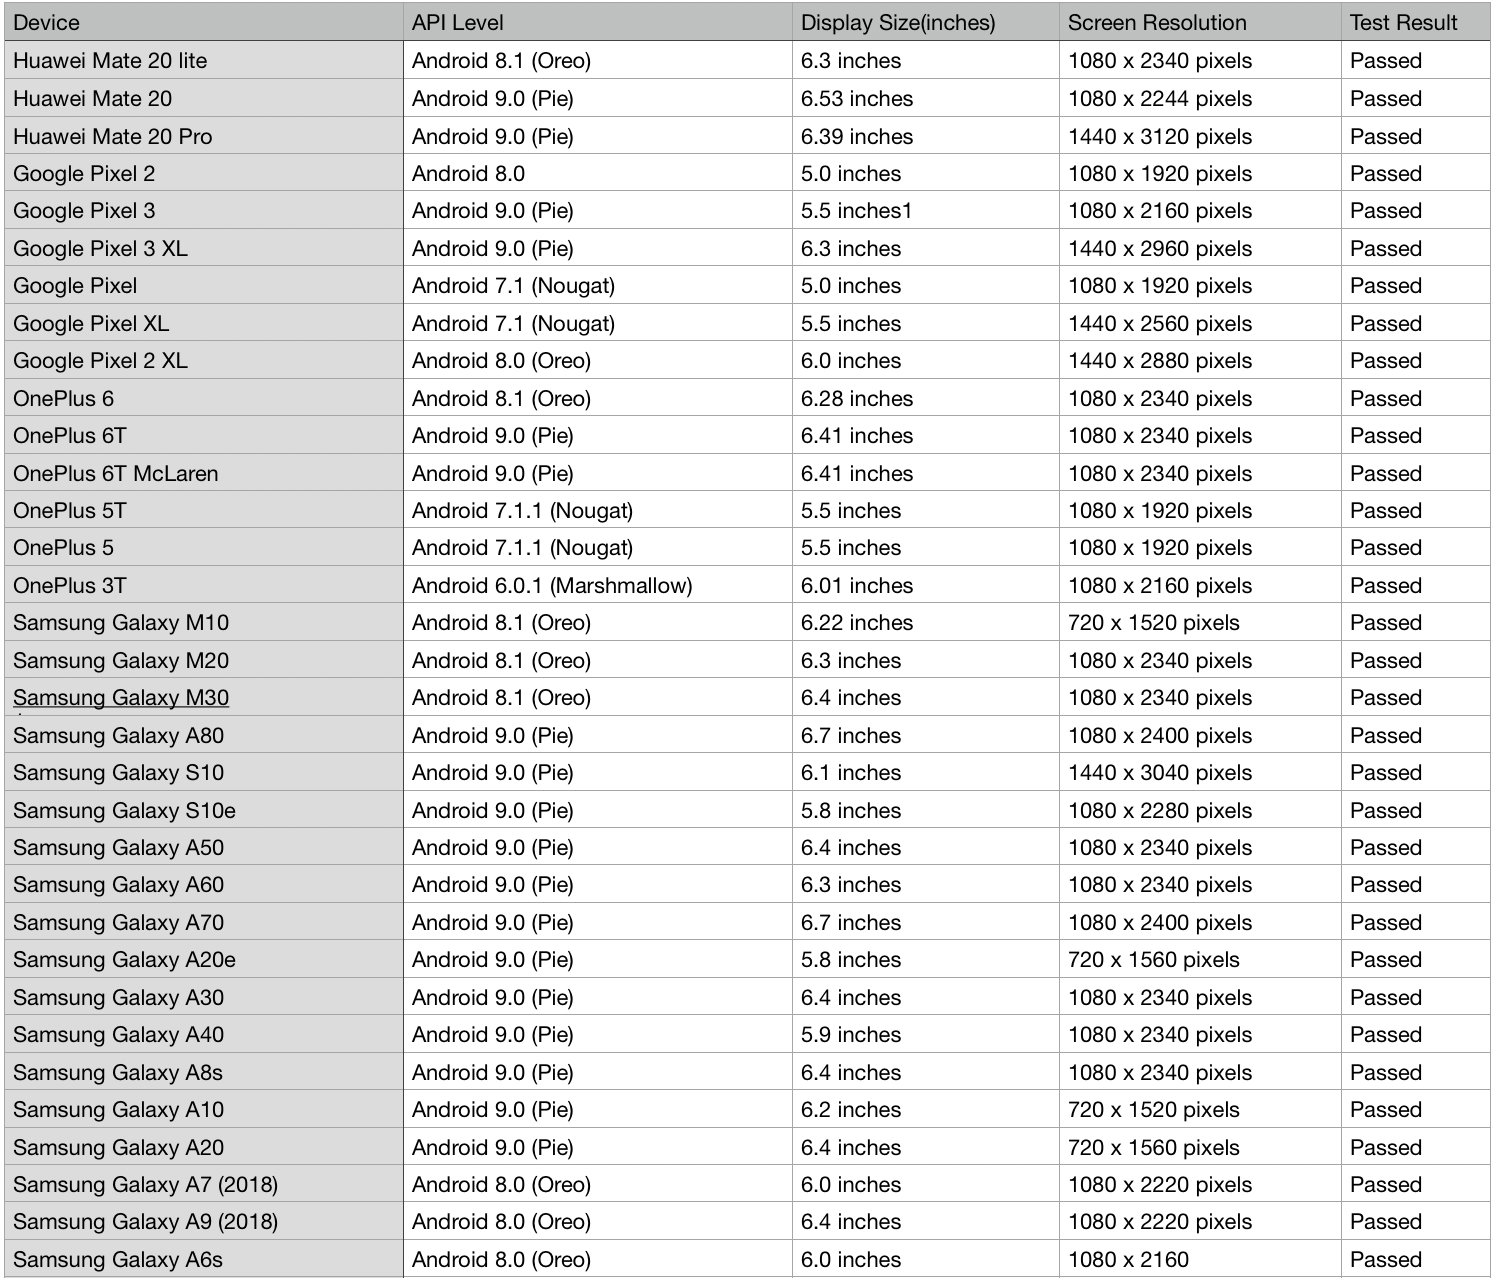 Device API Level Display Size(inches) Screen Resolution Test Result
Huawei Mate 20 lite Android 8.1 (Oreo) 6.3 inches 1080 x 2340 pixels Passed
Huawei Mate 20 Android 9.0 (Pie) 6.53 inches 1080 x 2244 pixels Passed
Huawei Mate 20 Pro Android 9.0 (Pie) 6.39 inches 1440 x 3120 pixels Passed
Google Pixel 2 Android 8.0 5.0 inches 1080 x 1920 pixels Passed
Google Pixel 3 Android 9.0 (Pie) 5.5 inches1 1080 x 2160 pixels Passed
Google Pixel 3 XL Android 9.0 (Pie) 6.3 inches 1440 x 2960 pixels Passed
Google Pixel Android 7.1 (Nougat) 5.0 inches 1080 x 1920 pixels Passed
Google Pixel XL Android 7.1 (Nougat) 5.5 inches 1440 x 2560 pixels Passed
Google Pixel 2 XL Android 8.0 (Oreo) 6.0 inches 1440 x 2880 pixels Passed
OnePlus 6 Android 8.1 (Oreo) 6.28 inches 1080 x 2340 pixels Passed
OnePlus 6T Android 9.0 (Pie) 6.41 inches 1080 x 2340 pixels Passed
OnePlus 6T McLaren Android 9.0 (Pie) 6.41 inches 1080 x 2340 pixels Passed
OnePlus 5T Android 7.1.1 (Nougat) 5.5 inches 1080 x 1920 pixels Passed
OnePlus 5 Android 7.1.1 (Nougat) 5.5 inches 1080 x 1920 pixels Passed
OnePlus 3T Android 6.0.1 (Marshmallow) 6.01 inches 1080 x 2160 pixels Passed
Samsung Galaxy M10 Android 8.1 (Oreo) 6.22 inches 720 x 1520 pixels Passed
Samsung Galaxy M20 Android 8.1 (Oreo) 6.3 inches 1080 x 2340 pixels Passed
Samsung Galaxy M30 Android 8.1 (Oreo) 6.4 inches 1080 x 2340 pixels Passed
Samsung Galaxy A80 Android 9.0 (Pie) 6.7 inches 1080 x 2400 pixels Passed
Samsung Galaxy S10 Android 9.0 (Pie) 6.1 inches 1440 x 3040 pixels Passed
Samsung Galaxy S10e Android 9.0 (Pie) 5.8 inches 1080 x 2280 pixels Passed
Samsung Galaxy A50 Android 9.0 (Pie) 6.4 inches 1080 x 2340 pixels Passed
Samsung Galaxy A60 Android 9.0 (Pie) 6.3 inches 1080 x 2340 pixels Passed
Samsung Galaxy A70 Android 9.0 (Pie) 6.7 inches 1080 x 2400 pixels Passed
Samsung Galaxy A20e Android 9.0 (Pie) 5.8 inches 720 x 1560 pixels Passed
Samsung Galaxy A30 Android 9.0 (Pie) 6.4 inches 1080 x 2340 pixels Passed
Samsung Galaxy A40 Android 9.0 (Pie) 5.9 inches 1080 x 2340 pixels Passed
Samsung Galaxy A8s Android 9.0 (Pie) 6.4 inches 1080 x 2340 pixels Passed
Samsung Galaxy A10 Android 9.0 (Pie) 6.2 inches 720 x 1520 pixels Passed
Samsung Galaxy A20 Android 9.0 (Pie) 6.4 inches 720 x 1560 pixels Passed
Samsung Galaxy A7 (2018) Android 8.0 (Oreo) 6.0 inches 1080 x 2220 pixels Passed
Samsung Galaxy A9 (2018) Android 8.0 (Oreo) 6.4 inches 1080 x 2220 pixels Passed
Samsung Galaxy A6s Android 8.0 (Oreo) 6.0 inches 1080 x 2160 Passed